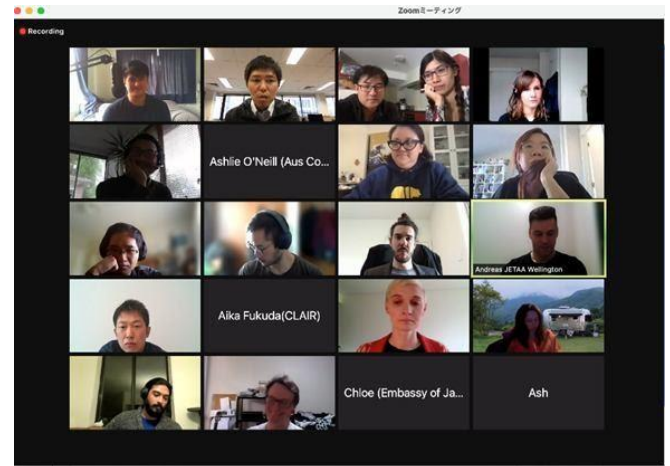 Zoomミーティング
Recording
Ashlie O'Neill (Aus Co...
Andreas JETAA Wellington
Aika Fukuda(CLAIR)
Chloe (Embassy of Ja...
Ash